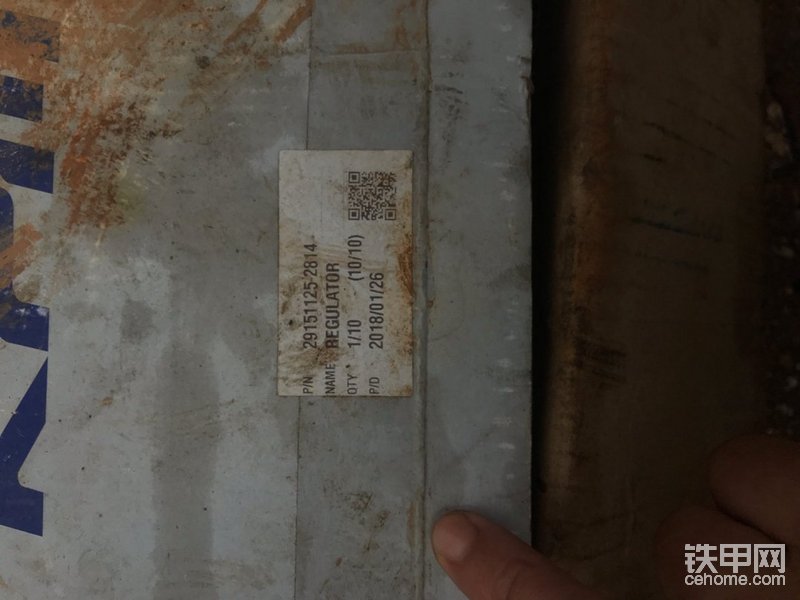 P/N 29151125-2814
NAME REGULATOR
QTY 1/10 (10/10)
P/D 2018/01/26
铁甲网
cehome.com